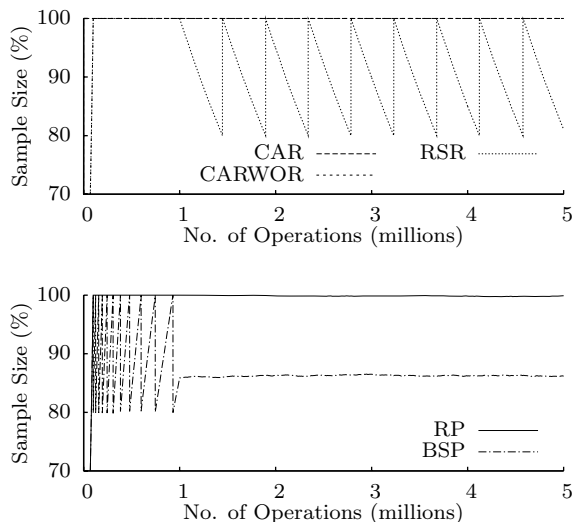 Sample Size (%)
100
90
80
70
0
1
2
3
4
5
CAR
CARWOR
RSR
No. of Operations (millions)
Sample Size (%)
100
90
80
70
0
1
2
3
4
5
RP
BSP
No. of Operations (millions)